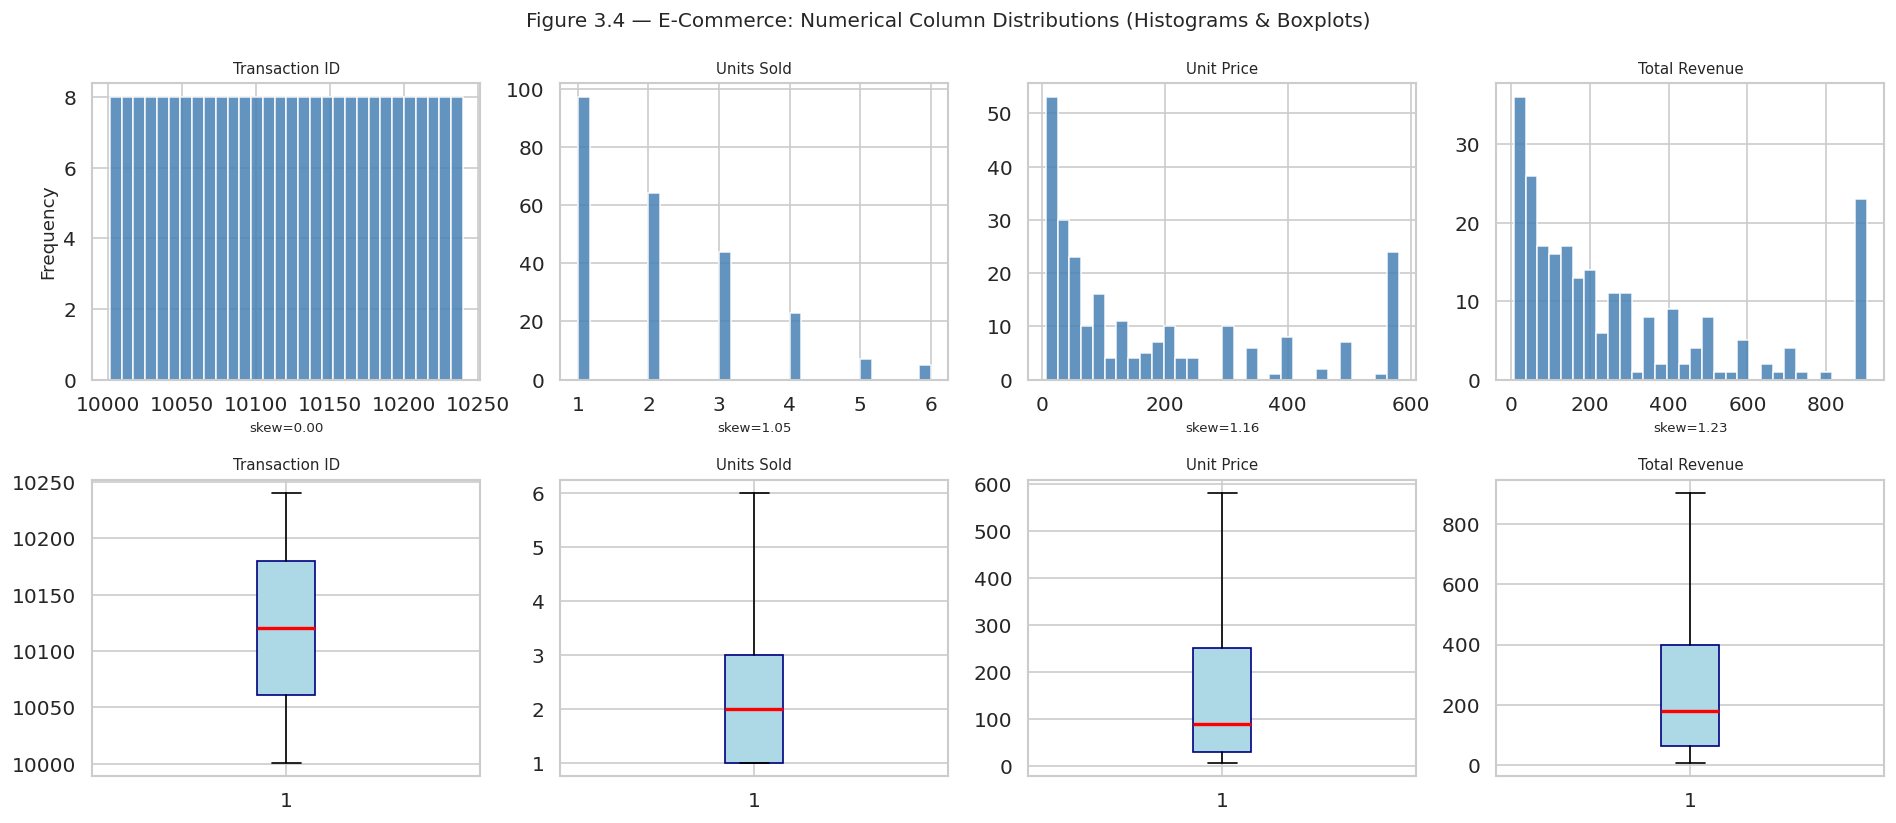 Figure 3.4 — E-Commerce: Numerical Column Distributions (Histograms & Boxplots)
Transaction ID
Frequency
8
6
4
2
0
10000 10050 10100 10150 10200 10250
skew=0.00
Units Sold
100
80
60
40
20
0
1 2 3 4 5 6
skew=1.05
Unit Price
50
40
30
20
10
0
0 200 400 600
skew=1.16
Total Revenue
30
20
10
0
0 200 400 600 800
skew=1.23
Transaction ID
10250
10200
10150
10100
10050
10000
1
Units Sold
6
5
4
3
2
1
1
Unit Price
600
500
400
300
200
100
0
1
Total Revenue
800
600
400
200
0
1